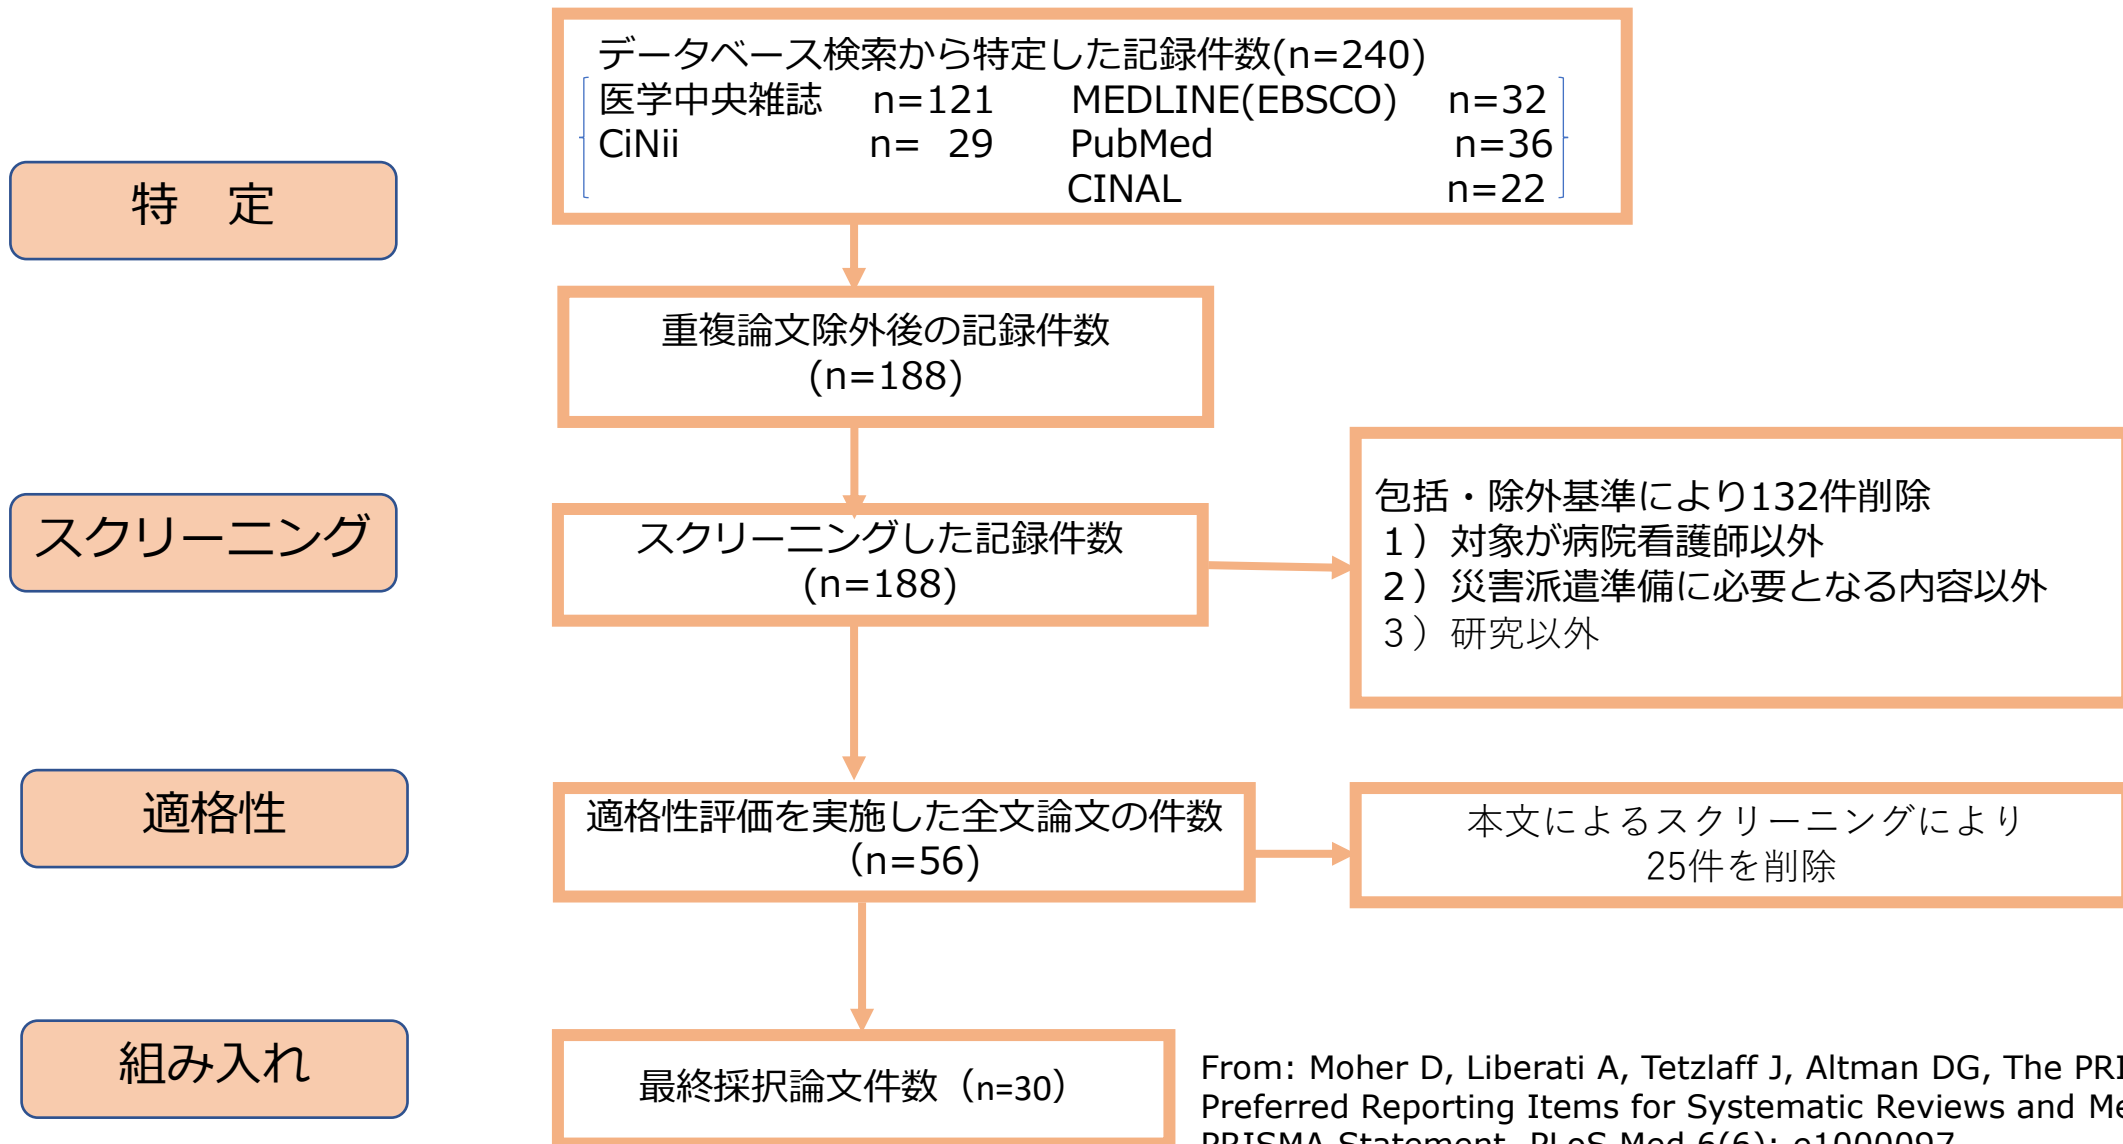 データベース検索から特定した記録件数(n=240)
医学中央雑誌 n=121 MEDLINE(EBSCO) n=32
CiNii n= 29 PubMed n=36
CINAL n=22
特 定
重複論文除外後の記録件数
(n=188)
スクリーニング
スクリーニングした記録件数
(n=188)
包括・除外基準により132件削除
1）対象が病院看護師以外
2）災害派遣準備に必要となる内容以外
3）研究以外
適格性
適格性評価を実施した全文論文の件数
（n=56)
本文によるスクリーニングにより
25件を削除
組み入れ
最終採択論文件数（n=30）
From: Moher D, Liberati A, Tetzlaff J, Altman DG, The PRI
Preferred Reporting Items for Systematic Reviews and Me
PRISMA Statement. PLoS Med 6(6): e1000097